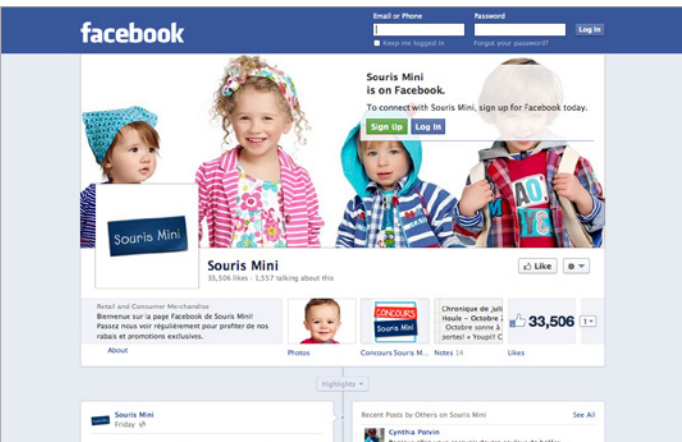 facebook
Email or Phone
Password
Log In
Keep me logged in
Forgot your password?
Souris Mini
is on Facebook.
To connect with Souris Mini, sign up for Facebook today.
Sign Up
Log In
Souris Mini
Souris Mini
33,506 likes · 1,557 talking about this
Like
Retail and Consumer Merchandise
Bienvenue sur la page Facebook de Souris Mini!
Passez nous voir régulièrement pour profiter de nos
rabais et promotions exclusives.
About
Photos
CONCOURS
Souris Mini
Concours Souris M...
Chronique de juli
Houle – Octobre 2
Octobre sonne à
portes! « Youpi!! C
Notes 14
33,506
Likes
1
Highlights
Souris Mini
Friday
Recent Posts by Others on Souris Mini
See All
Cynthia Potvin